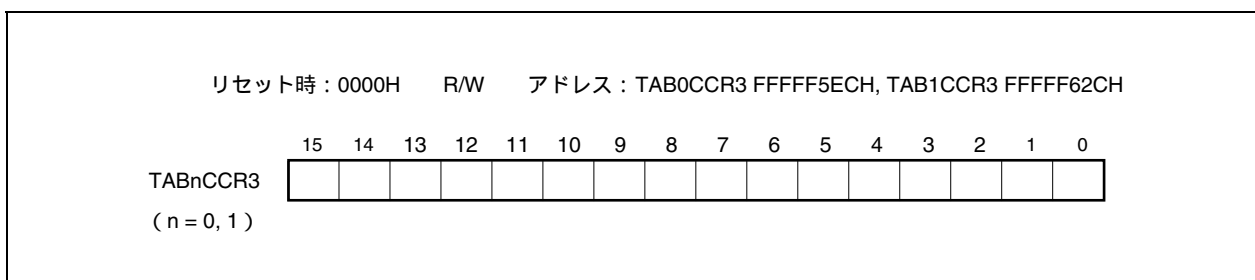 リセット時：0000H R/W アドレス：TAB0CCR3 FFFFF5ECH, TAB1CCR3 FFFFF62CH
15 14 13 12 11 10 9 8 7 6 5 4 3 2 1 0
TABnCCR3
（n = 0, 1）